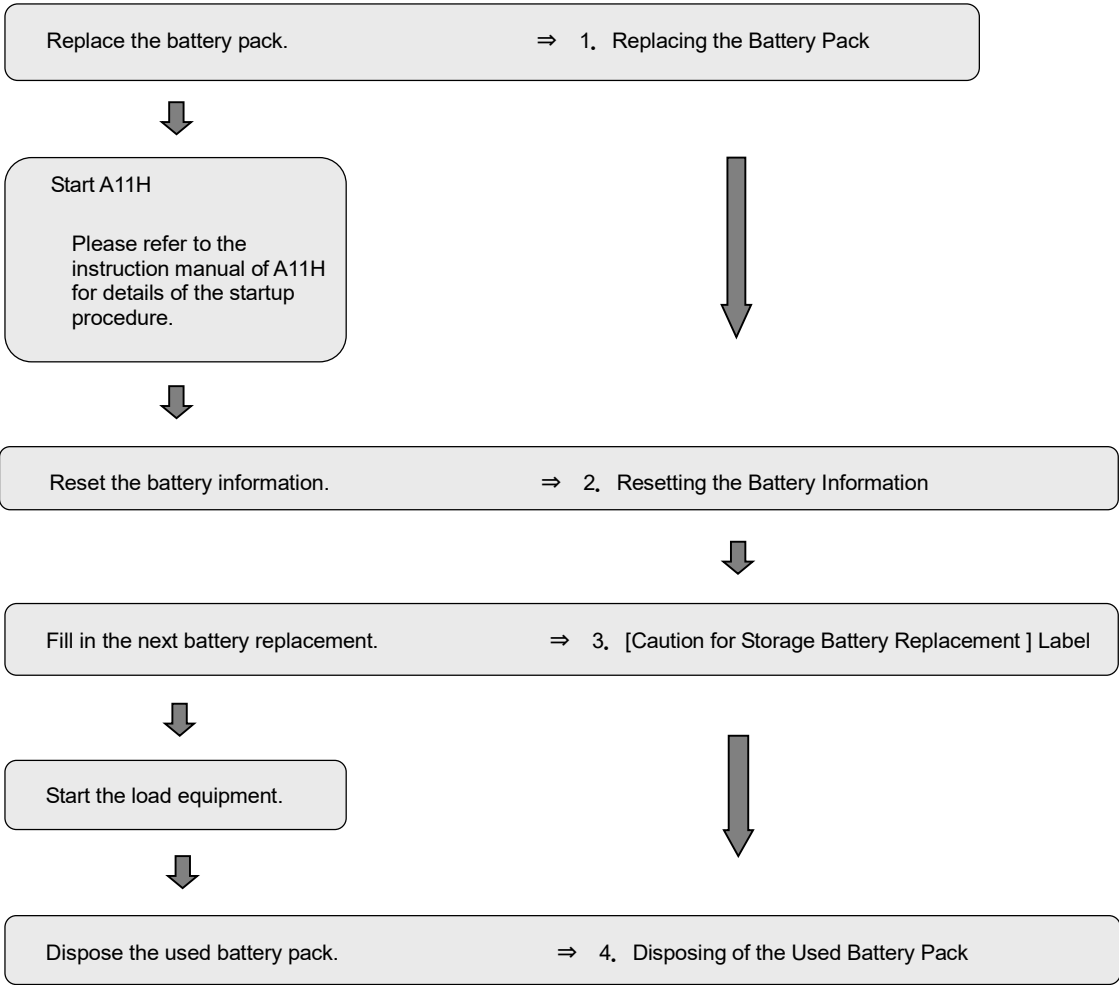 Replace the battery pack. ⇒ 1. Replacing the Battery Pack
Start A11H
Please refer to the
instruction manual of A11H
for details of the startup
procedure.
Reset the battery information. ⇒ 2. Resetting the Battery Information
Fill in the next battery replacement. ⇒ 3. [Caution for Storage Battery Replacement ] Label
Start the load equipment.
Dispose the used battery pack. ⇒ 4. Disposing of the Used Battery Pack